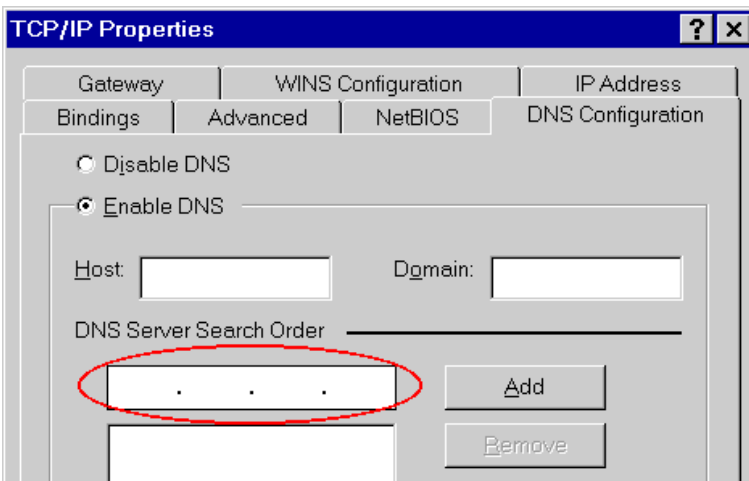 TCP/IP Properties
Gateway WINS Configuration IP Address
Bindings Advanced NetBIOS DNS Configuration
Disable DNS
Enable DNS
Host: Domain:
DNS Server Search Order
. . . Add
Remove